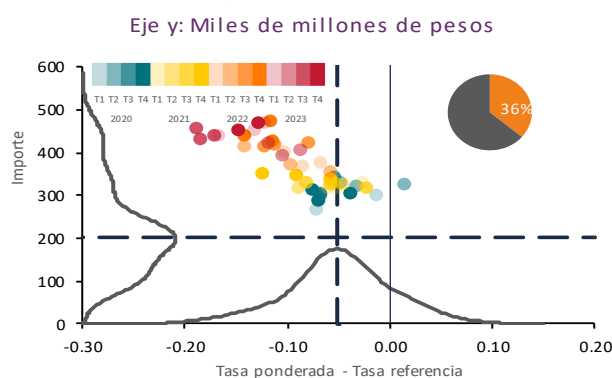 Eje y: Miles de millones de pesos
600
500
400
300
200
100
0
Importe
T1 T2 T3 T4 T1 T2 T3 T4 T1 T2 T3 T4 T1 T2 T3 T4
2020 2021 2022 2023
36%
-0.30 -0.20 -0.10 0.00 0.10 0.20
Tasa ponderada - Tasa referencia